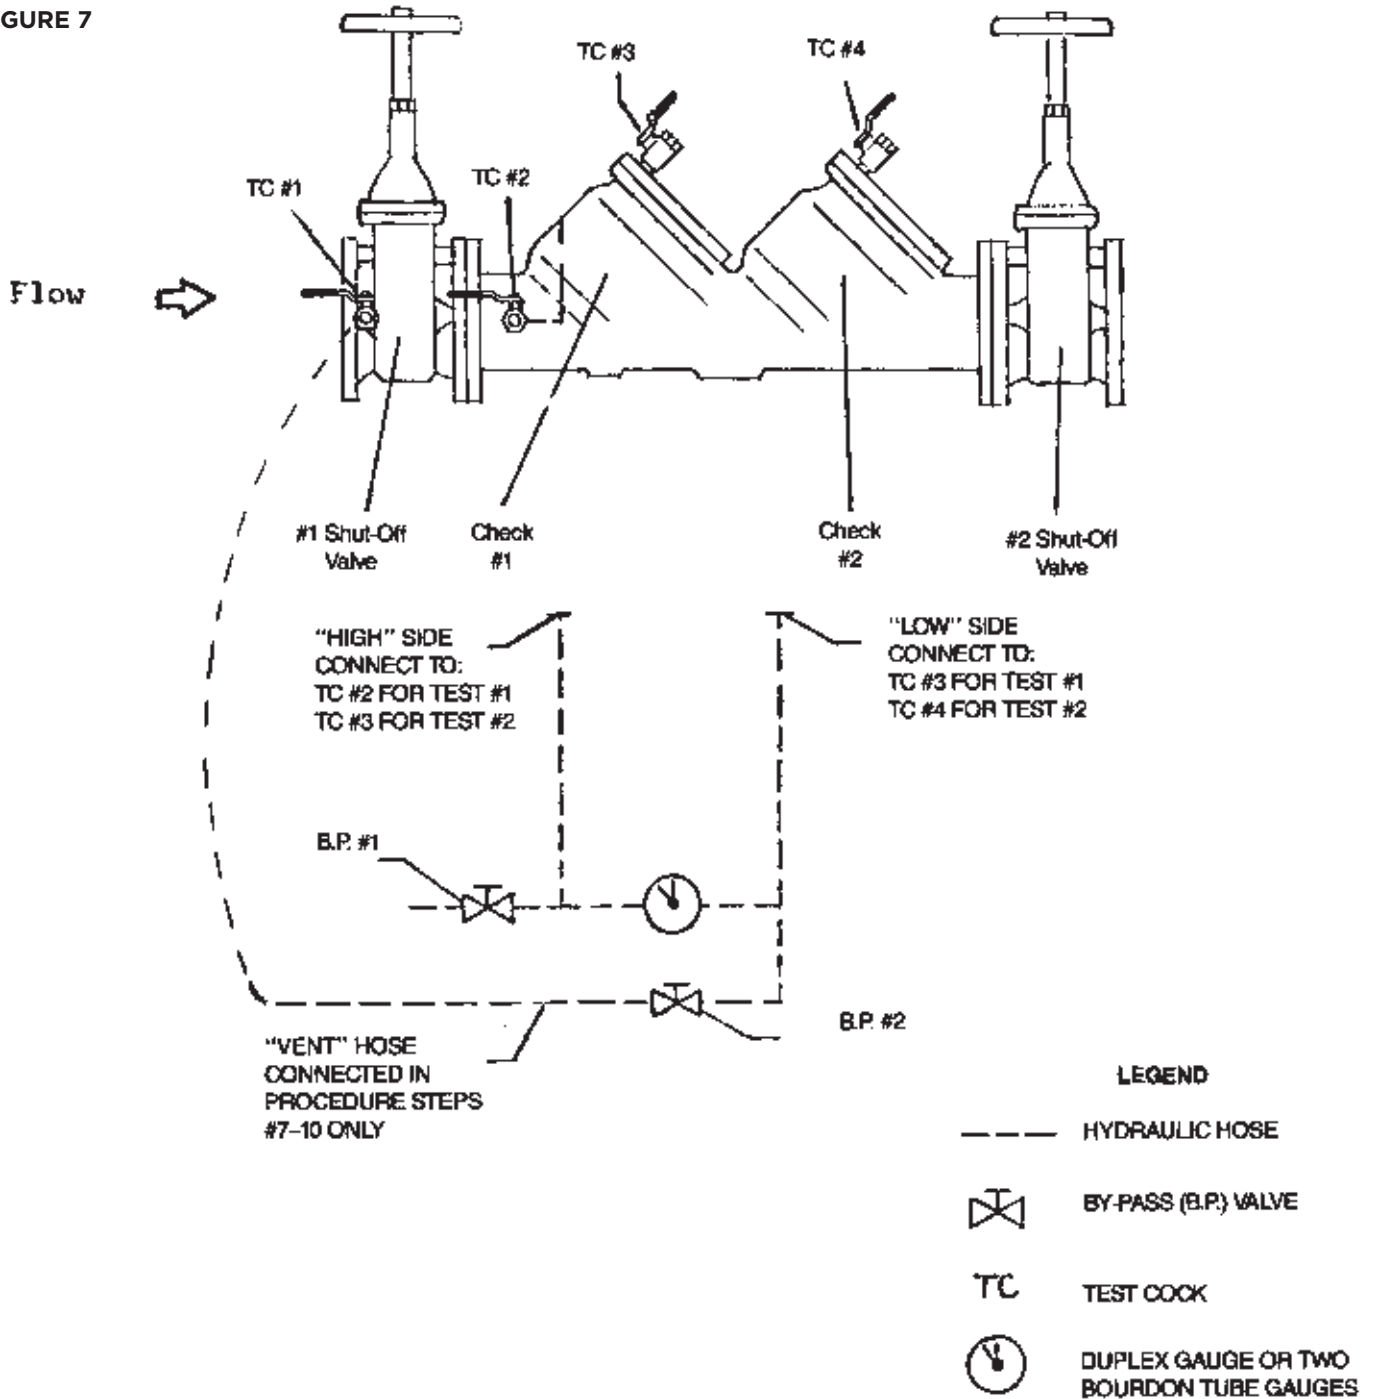 GURE 7
TC #3
TC #4
TC #1
TC #2
Flow
#1 Shut-Off
Valve
Check
#1
Check
#2
#2 Shut-Off
Valve
"HIGH" SIDE
CONNECT TO:
TC #2 FOR TEST #1
TC #3 FOR TEST #2
"LOW" SIDE
CONNECT TO:
TC #3 FOR TEST #1
TC #4 FOR TEST #2
B.P. #1
B.P. #2
"VENT" HOSE
CONNECTED IN
PROCEDURE STEPS
#7–10 ONLY
LEGEND
HYDRAULIC HOSE
BY-PASS (B.P.) VALVE
TC
TEST COCK
DUPLEX GAUGE OR TWO
BOURDON TUBE GAUGES